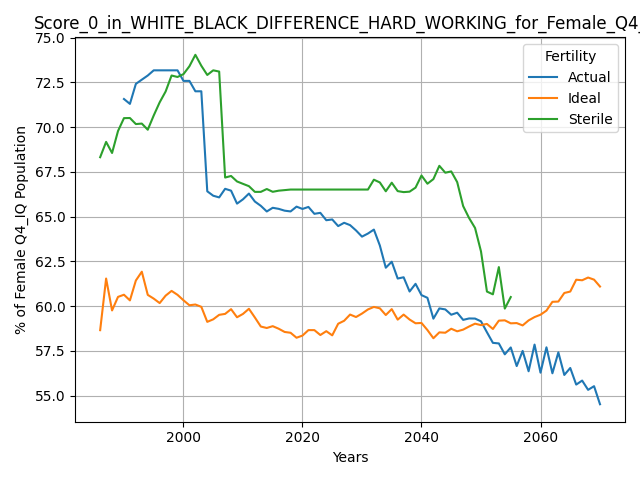 Score_0_in_WHITE_BLACK_DIFFERENCE_HARD_WORKING_for_Female_Q4_
Fertility
Actual
Ideal
Sterile
% of Female Q4_IQ Population
75.0
72.5
70.0
67.5
65.0
62.5
60.0
57.5
55.0
2000
2020
2040
2060
Years